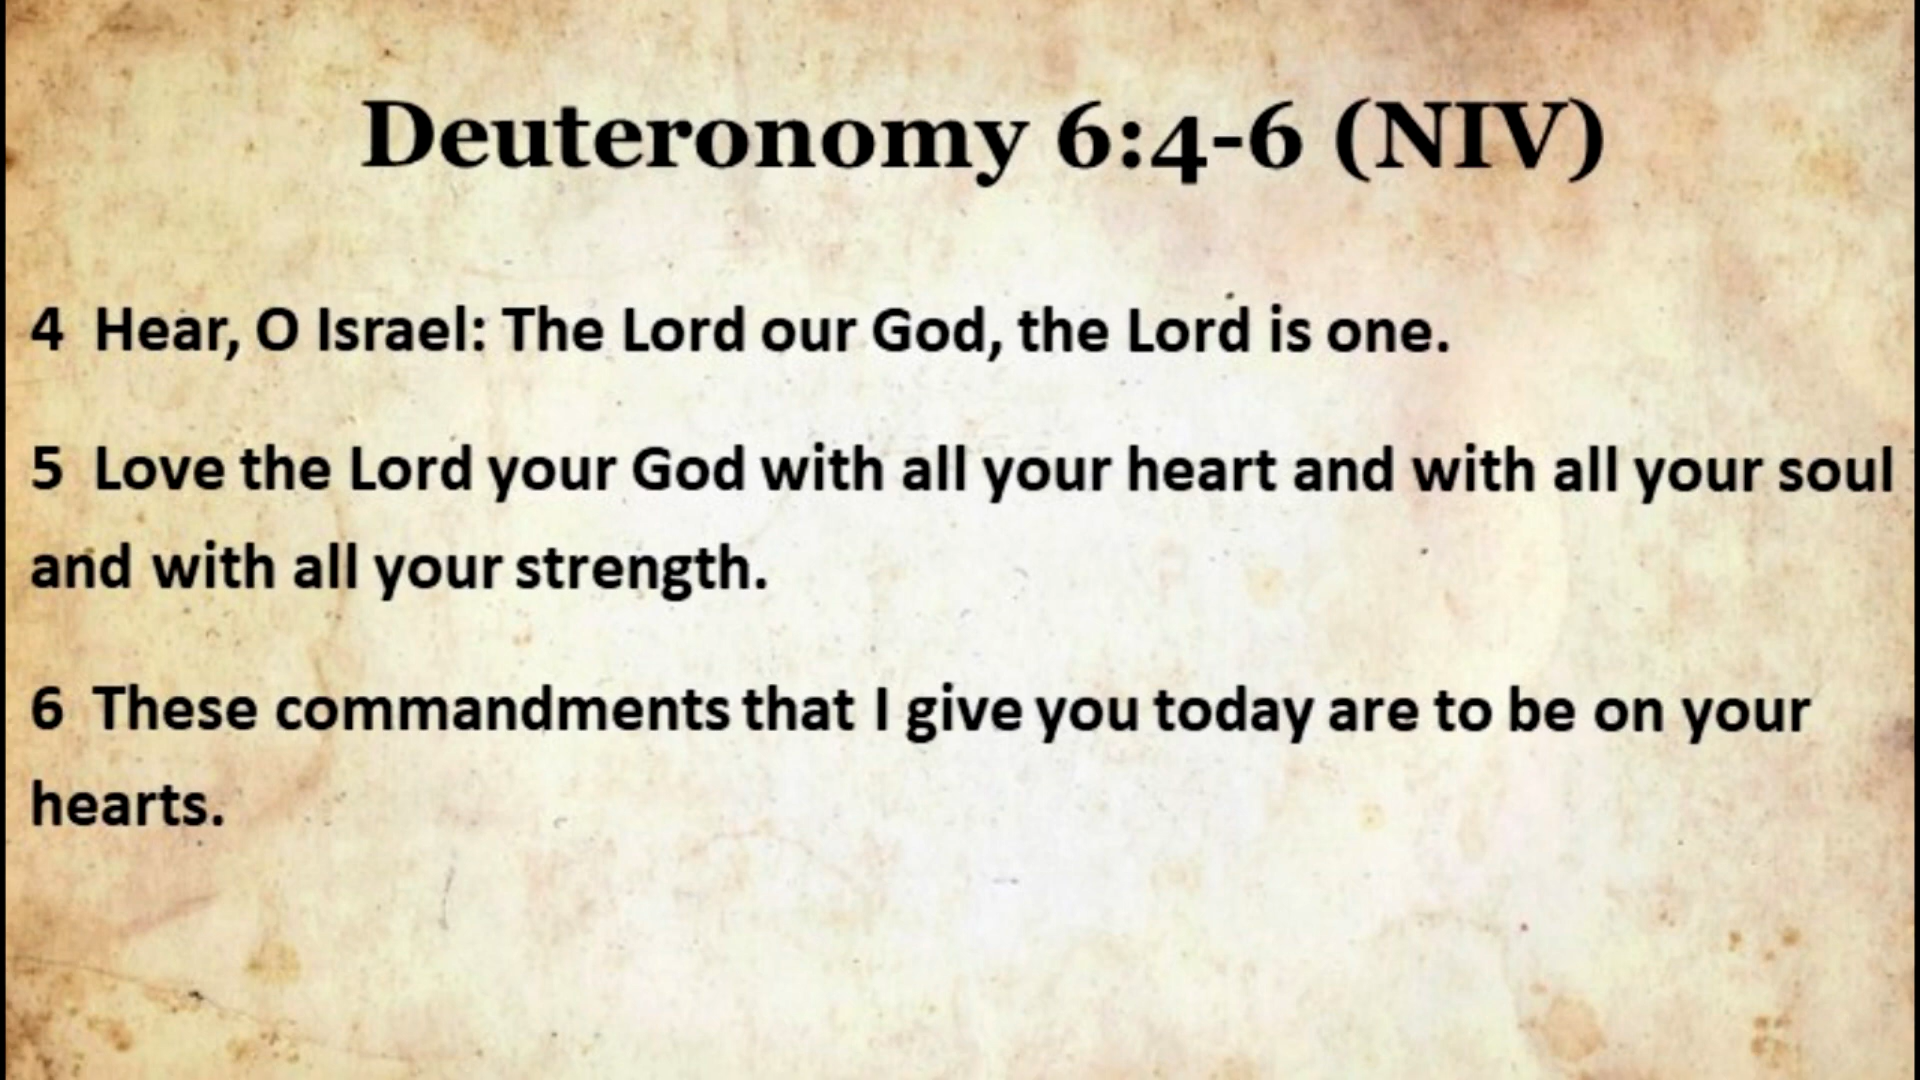 Deuteronomy 6:4-6 (NIV)
4 Hear, O Israel: The Lord our God, the Lord is one.
5 Love the Lord your God with all your heart and with all your soul
and with all your strength.
6 These commandments that I give you today are to be on your
hearts.